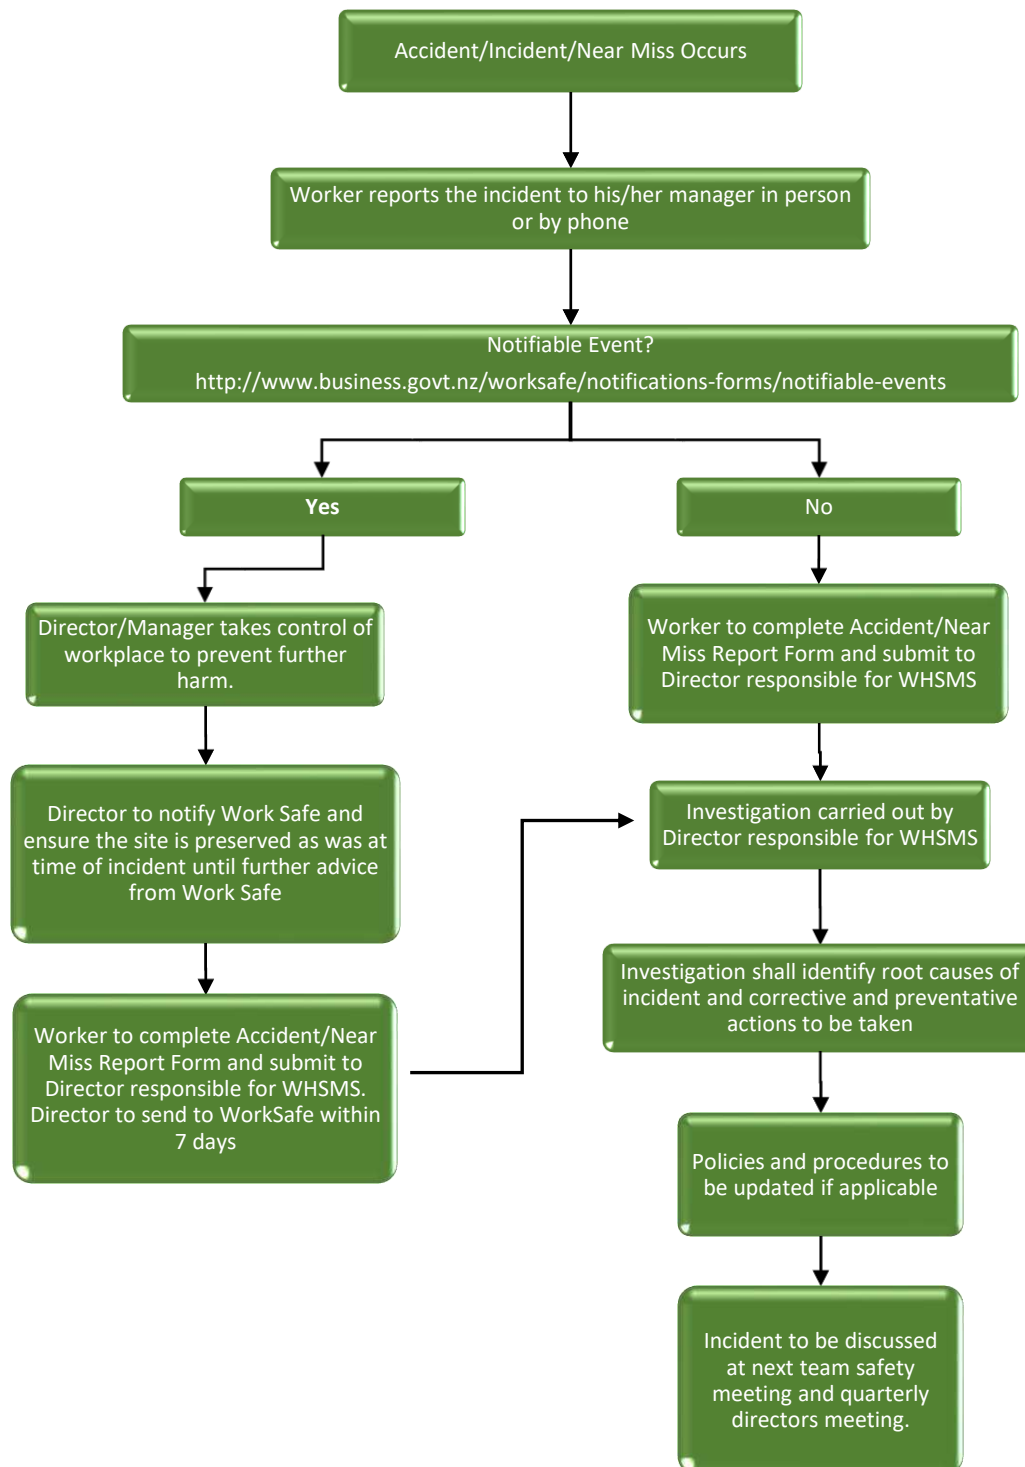 Accident/Incident/Near Miss Occurs
Worker reports the incident to his/her manager in person
or by phone
Notifiable Event?
http://www.business.govt.nz/worksafe/notifications-forms/notifiable-events
Yes
No
Director/Manager takes control of
workplace to prevent further
harm.
Director to notify Work Safe and
ensure the site is preserved as was at
time of incident until further advice
from Work Safe
Worker to complete Accident/Near
Miss Report Form and submit to
Director responsible for WHSMS.
Director to send to WorkSafe within
7 days
Worker to complete Accident/Near
Miss Report Form and submit to
Director responsible for WHSMS
Investigation carried out by
Director responsible for WHSMS
Investigation shall identify root causes of
incident and corrective and preventative
actions to be taken
Policies and procedures to
be updated if applicable
Incident to be discussed
at next team safety
meeting and quarterly
directors meeting.